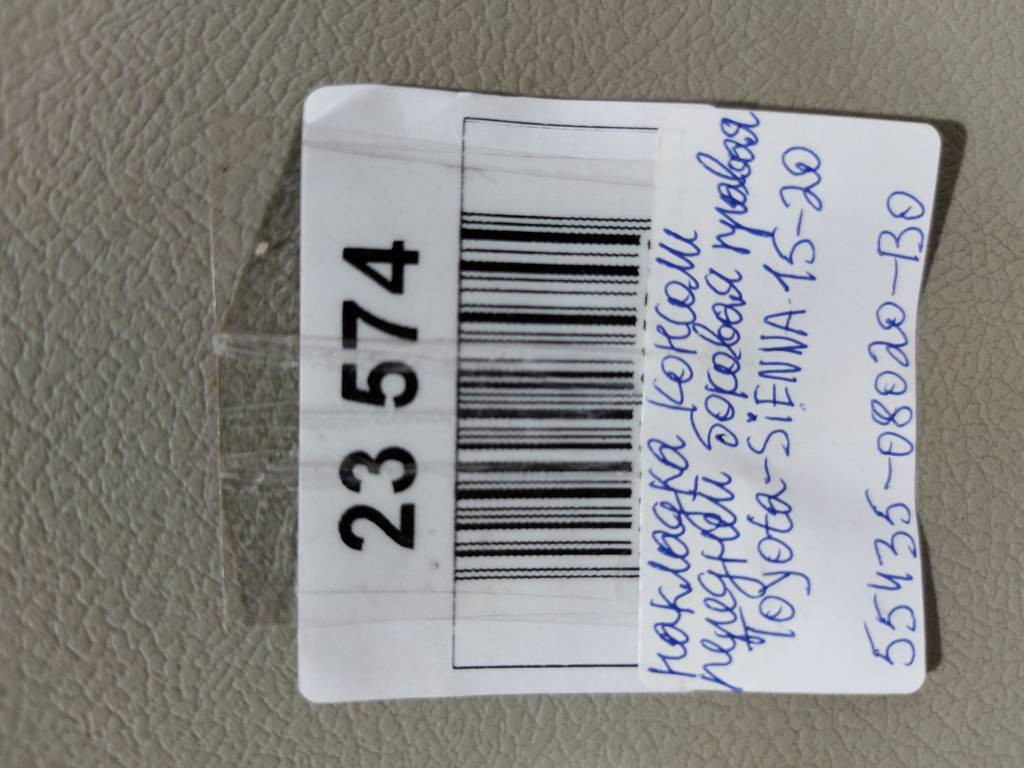 23 574
накладка консоли
передней боковая правая
Toyota-SiENNA-15-20
55435-08020-B0